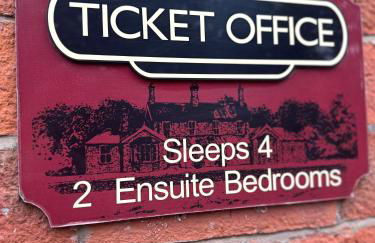 TICKET OFFICE
Sleeps 4
2 Ensuite Bedrooms